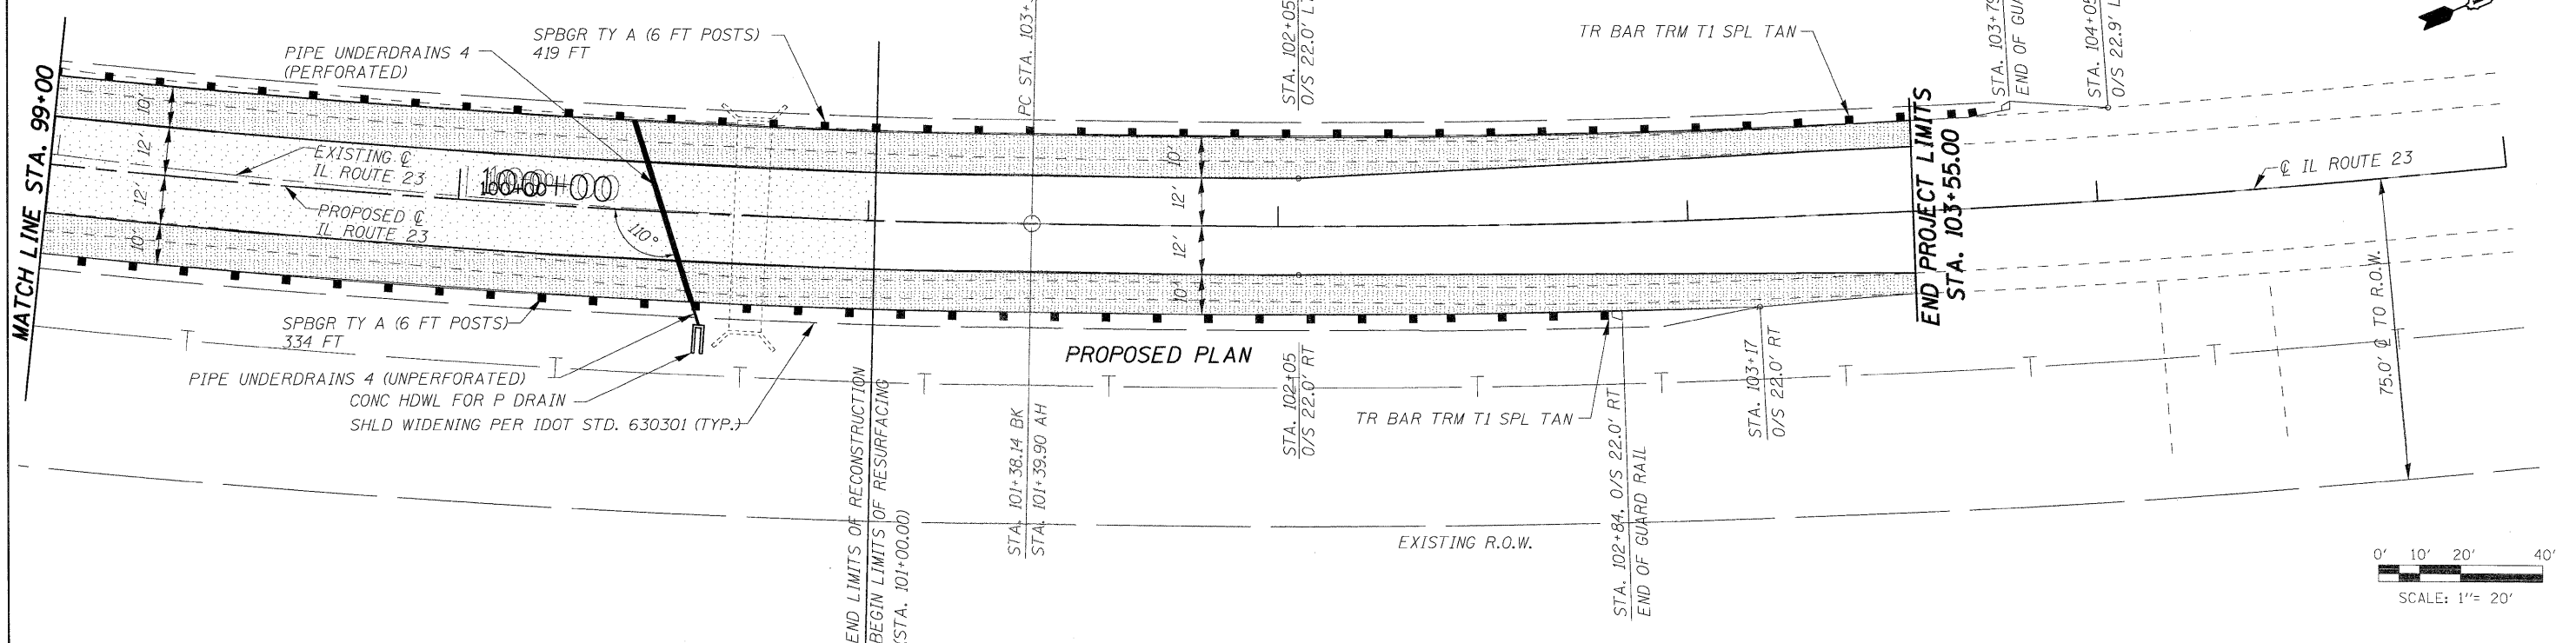 MATCH LINE STA. 99+00
PIPE UNDERDRAINS 4
(PERFORATED)
SPBGR TY A (6 FT POSTS)
419 FT
PC STA.
STA. 102+05
O/S 22.0'
TR BAR TRM T1 SPL TAN
STA. 103+79
END OF
STA. 104+05
O/S 22.9'
10'
12'
12'
10'
EXISTING ℄
IL ROUTE 23
100+00
PROPOSED ℄
IL ROUTE 23
110°
10'
12'
12'
10'
END PROJECT LIMITS
STA. 103+55.00
℄ IL ROUTE 23
75.0' ℄ TO R.O.W.
SPBGR TY A (6 FT POSTS)
334 FT
PIPE UNDERDRAINS 4 (UNPERFORATED)
CONC HDWL FOR P DRAIN
SHLD WIDENING PER IDOT STD. 630301 (TYP.)
END LIMITS OF RECONSTRUCTION
BEGIN LIMITS OF RESURFACING
(STA. 101+00.00)
STA. 101+38.14 BK
STA. 101+39.90 AH
PROPOSED PLAN
STA. 102+05
O/S 22.0' RT
TR BAR TRM T1 SPL TAN
STA. 102+84, O/S 22.0' RT
END OF GUARD RAIL
STA. 103+17
O/S 22.0' RT
EXISTING R.O.W.
0' 10' 20' 40'
SCALE: 1"= 20'